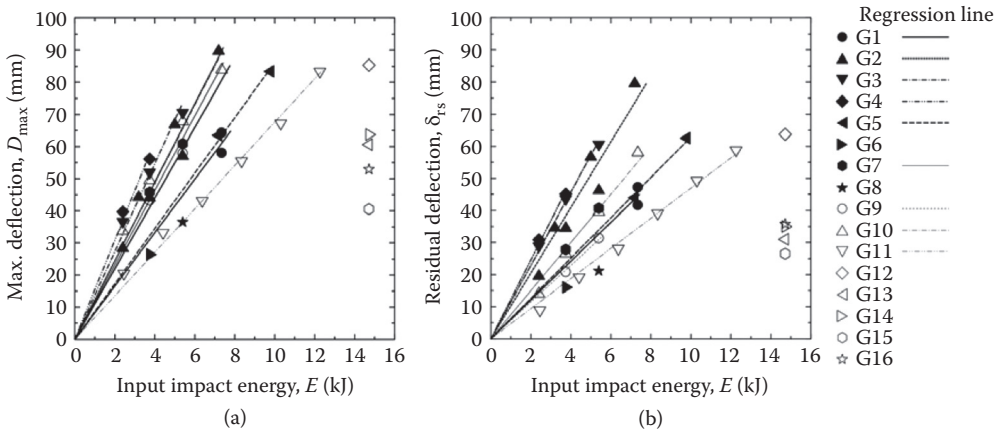 (a)
100
90
80
70
60
50
40
30
20
10
0
Max. deflection, Dmax (mm)
0 2 4 6 8 10 12 14 16
Input impact energy, E (kJ)
(a)
(b)
100
90
80
70
60
50
40
30
20
10
0
Residual deflection, δrs (mm)
0 2 4 6 8 10 12 14 16
Input impact energy, E (kJ)
(b)
Regression line
G1
G2
G3
G4
G5
G6
G7
G8
G9
G10
G11
G12
G13
G14
G15
G16